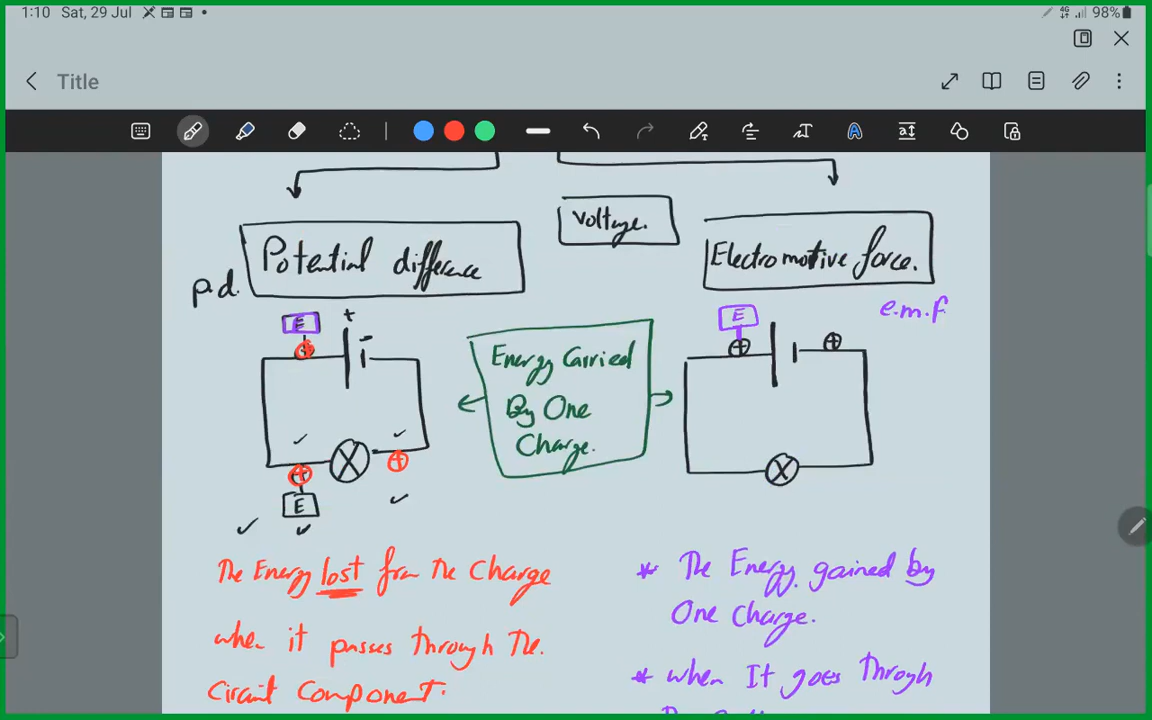 1:10 Sat, 29 Jul
4G 98%
Title
Voltage.
Potential difference
p.d.
Electromotive force.
e.m.f
E
+
-
E
Energy Carried
By One
Charge.
E
The Energy lost from the Charge
when it passes through The.
Circuit Component.
* The Energy gained by
One Charge.
* when It goes Throgh